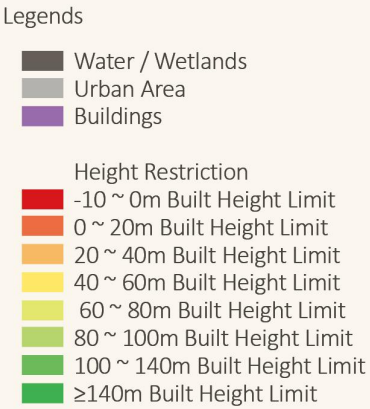 Legends
Water / Wetlands
Urban Area
Buildings
Height Restriction
-10 ~ 0m Built Height Limit
0 ~ 20m Built Height Limit
20 ~ 40m Built Height Limit
40 ~ 60m Built Height Limit
60 ~ 80m Built Height Limit
80 ~ 100m Built Height Limit
100 ~ 140m Built Height Limit
≥140m Built Height Limit